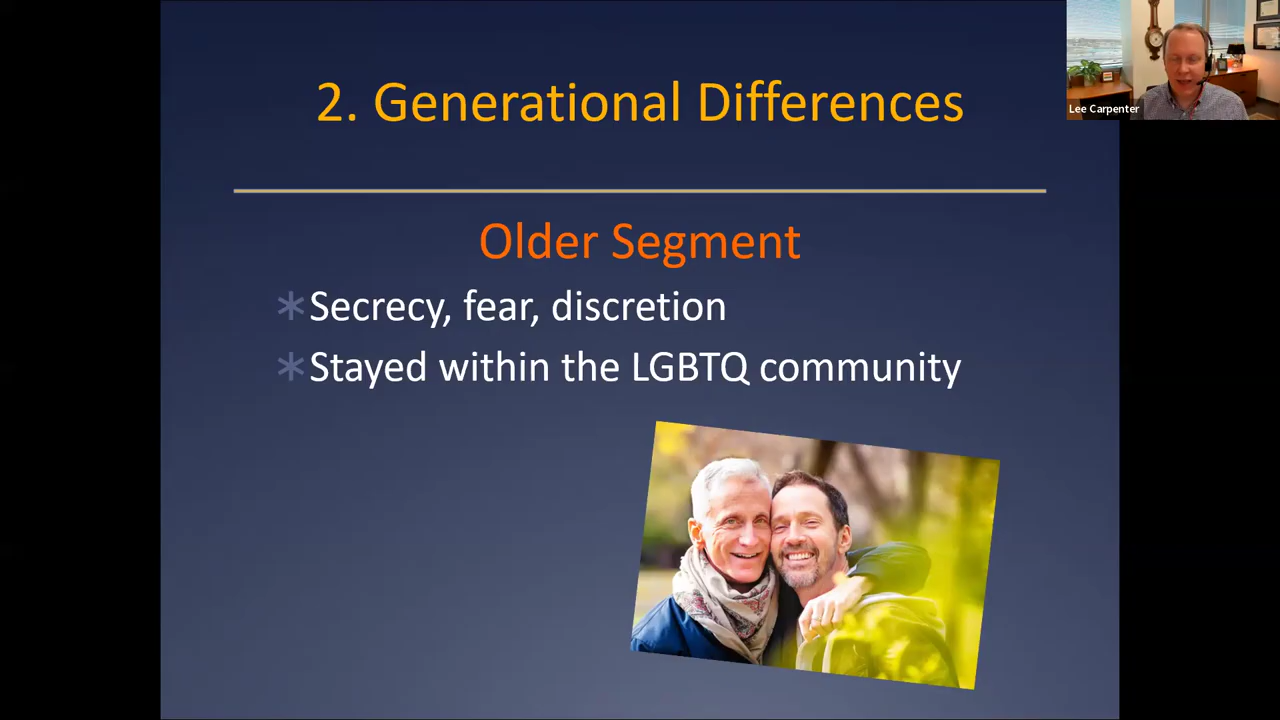 2. Generational Differences
Older Segment
Secrecy, fear, discretion
Stayed within the LGBTQ community
Lee Carpenter